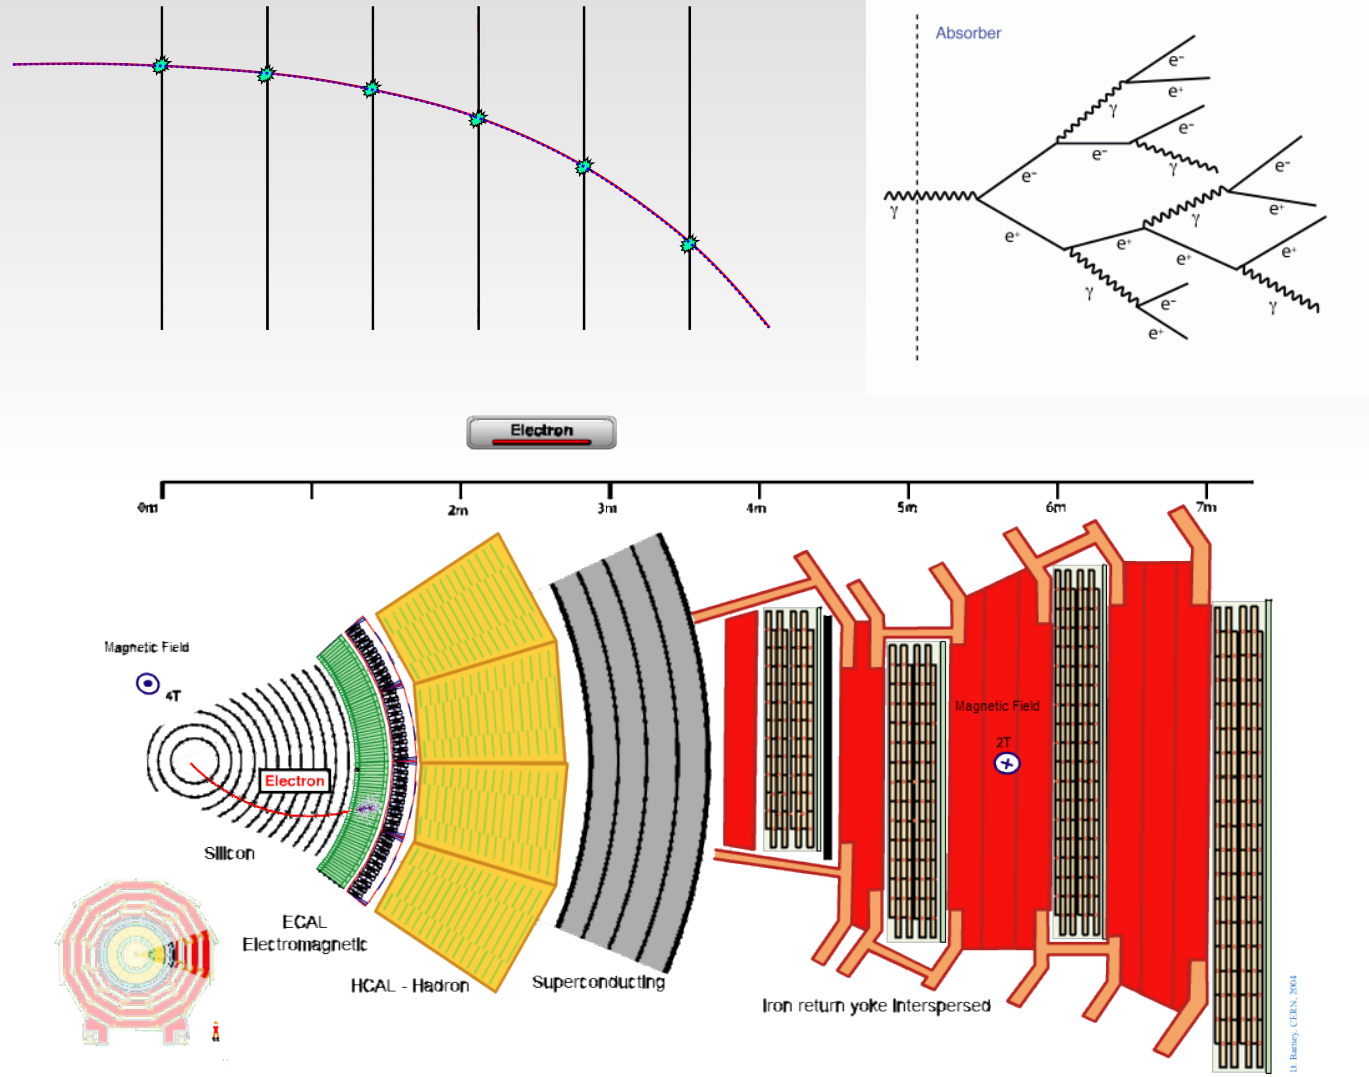 Absorber
e⁻
e⁺
γ
e⁻
e⁻
γ
e⁻
e⁻
γ
γ
e⁺
e⁺
e⁺
e⁺
e⁺
γ
e⁻
γ
e⁺
Electron
0m
2m
3m
4m
5m
6m
7m
Magnetic Field
4T
Electron
Silicon
ECAL
Electromagnetic
HCAL - Hadron
Superconducting
Magnetic Field
2T
Iron return yoke interspersed
D. Barney, CERN, 2004